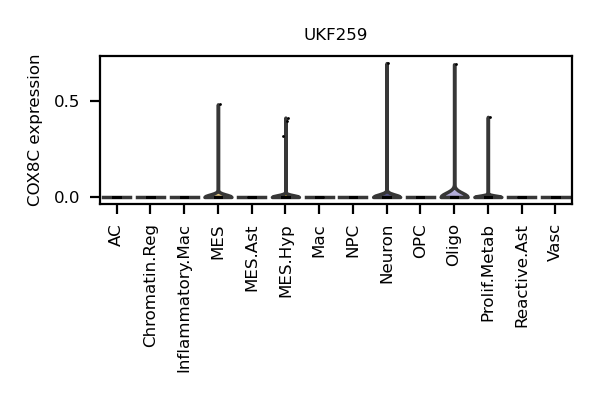 UKF259
COX8C expression
0.5
0.0
AC
Chromatin.Reg
Inflammatory.Mac
MES
MES.Ast
MES.Hyp
Mac
NPC
Neuron
OPC
Oligo
Prolif.Metab
Reactive.Ast
Vasc